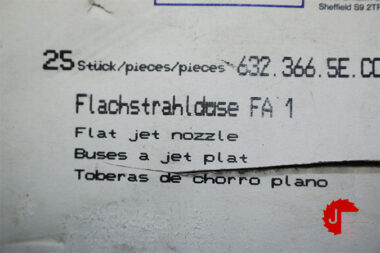 Sheffield S9 2TF
25 Stück/pieces/pieces 632.366.5E.CC
Flachstrahldüse FA 1
Flat jet nozzle
Buses a jet plat
Toberas de chorro plano